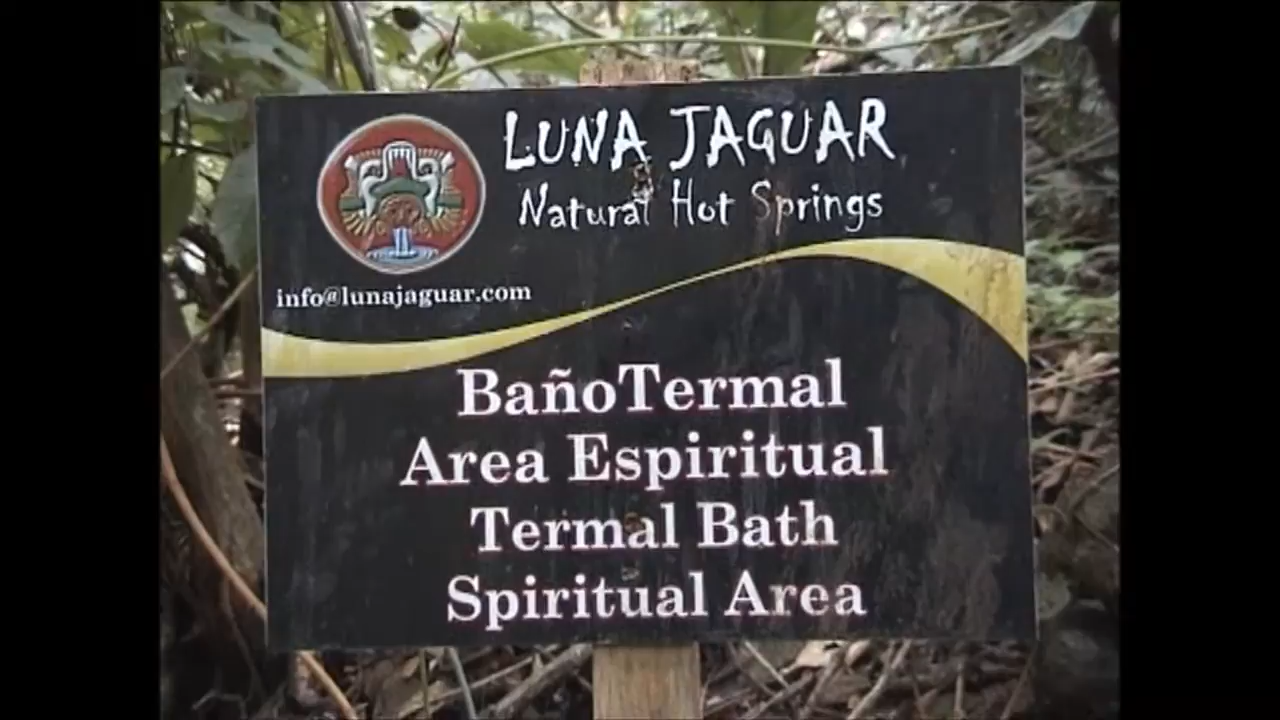 LUNA JAGUAR
Natural Hot Springs
info@lunajaguar.com
BañoTermal
Area Espiritual
Termal Bath
Spiritual Area